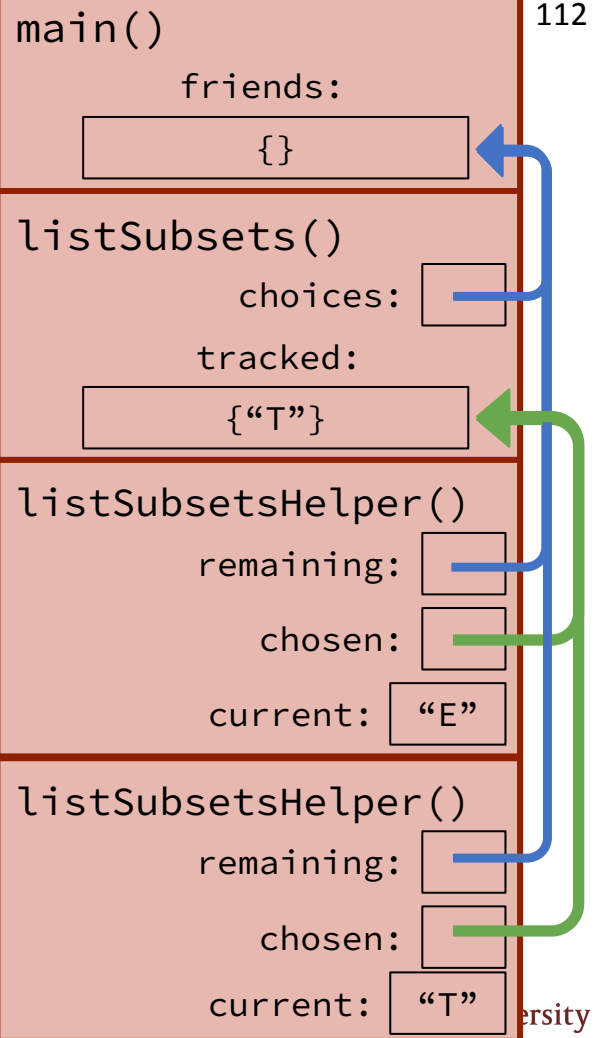 112
main()
friends:
{}
listSubsets()
choices:
tracked:
{“T”}
listSubsetsHelper()
remaining:
chosen:
current: “E”
listSubsetsHelper()
remaining:
chosen:
current: “T”
ersity